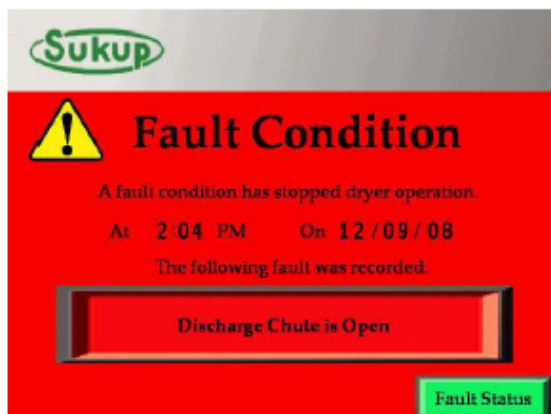 Sukup
Fault Condition
A fault condition has stopped dryer operation.
At 2:04 PM On 12/09/08
The following fault was recorded.
Discharge Chute is Open
Fault Status